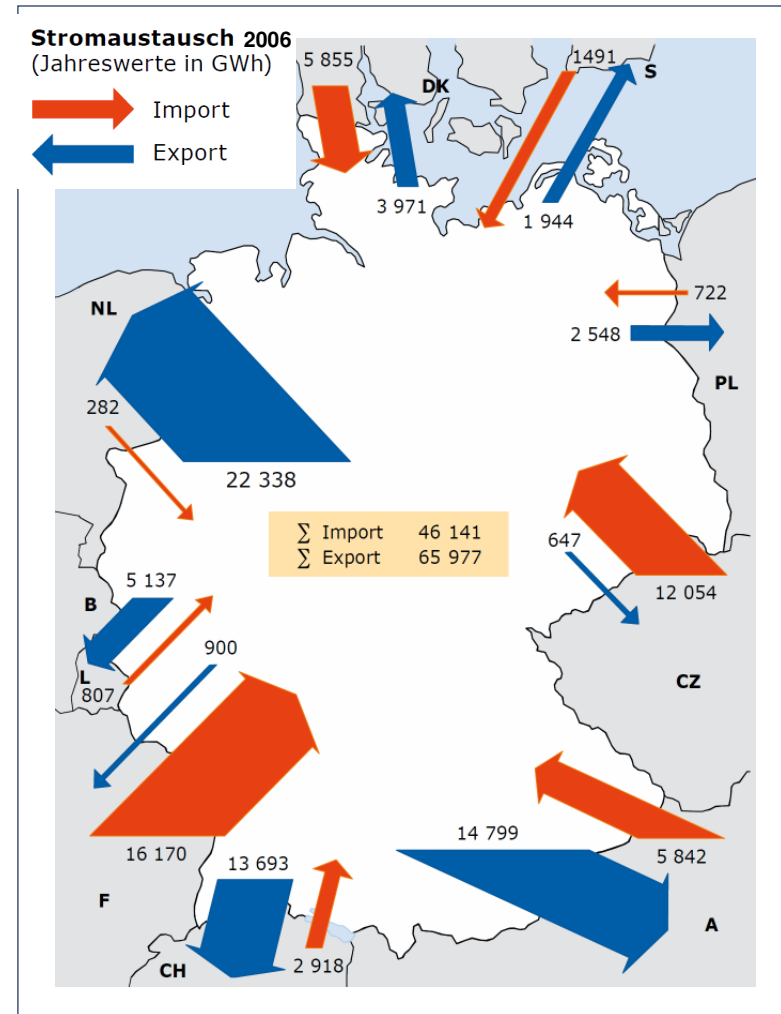 Stromaustausch 2006
(Jahreswerte in GWh)
Import
Export
5 855
DK
1491
S
3 971
1 944
NL
722
2 548
PL
282
22 338
∑ Import 46 141
∑ Export 65 977
647
12 054
5 137
B
900
L
807
CZ
16 170
14 799
5 842
13 693
F
A
CH
2 918